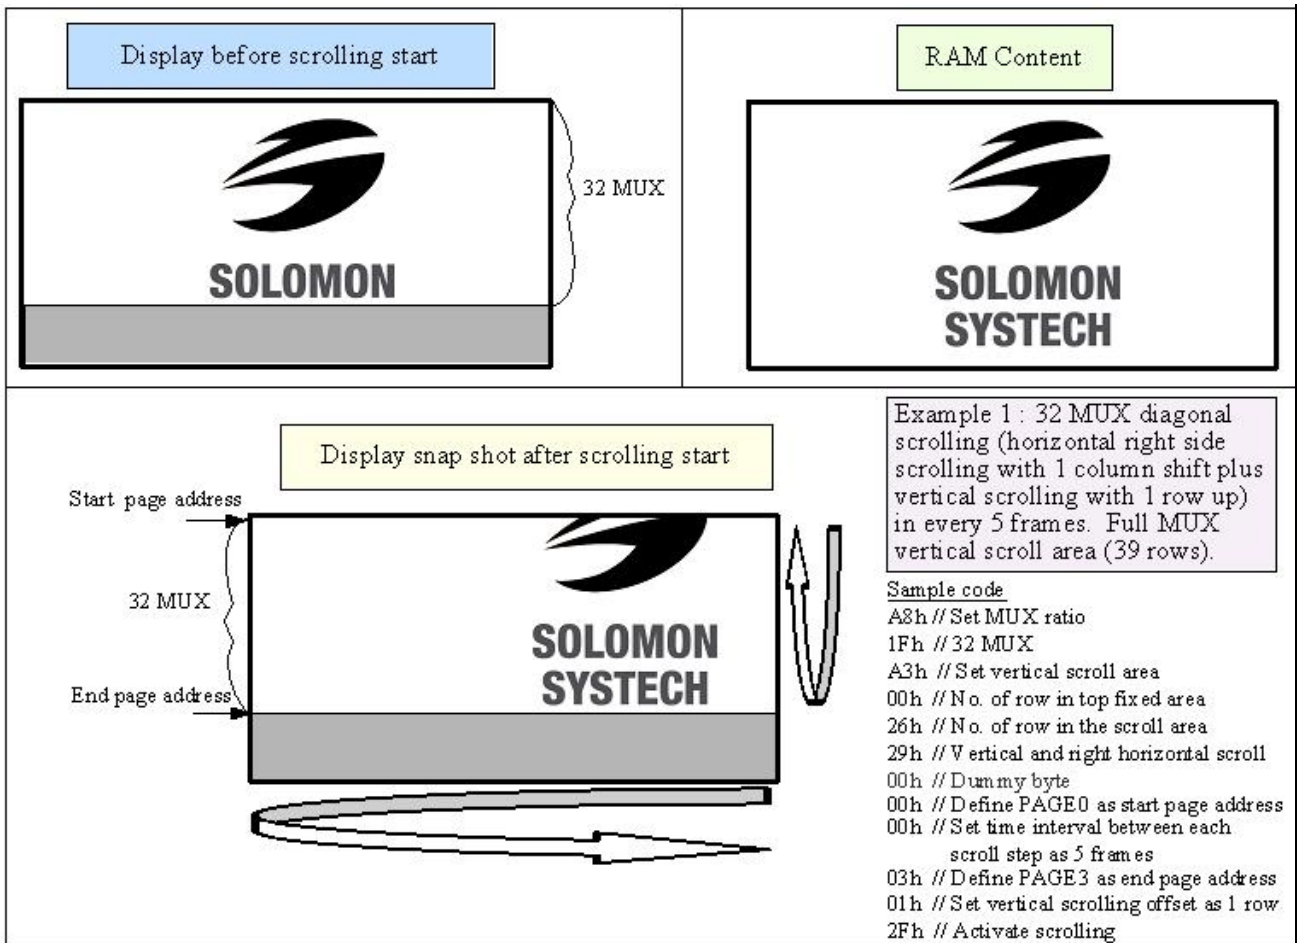 Display before scrolling start
RAM Content
32 MUX
SOLOMON
SOLOMON
SYSTECH
Display snap shot after scrolling start
Start page address
32 MUX
End page address
SOLOMON
SYSTECH
Example 1 : 32 MUX diagonal
scrolling (horizontal right side
scrolling with 1 column shift plus
vertical scrolling with 1 row up)
in every 5 frames. Full MUX
vertical scroll area (39 rows).
Sample code
A8h // Set MUX ratio
1Fh // 32 MUX
A3h // Set vertical scroll area
00h // No. of row in top fixed area
26h // No. of row in the scroll area
29h // Vertical and right horizontal scroll
00h // Dummy byte
00h // Define PAGE0 as start page address
00h // Set time interval between each
scroll step as 5 frames
03h // Define PAGE3 as end page address
01h // Set vertical scrolling offset as 1 row
2Fh // Activate scrolling